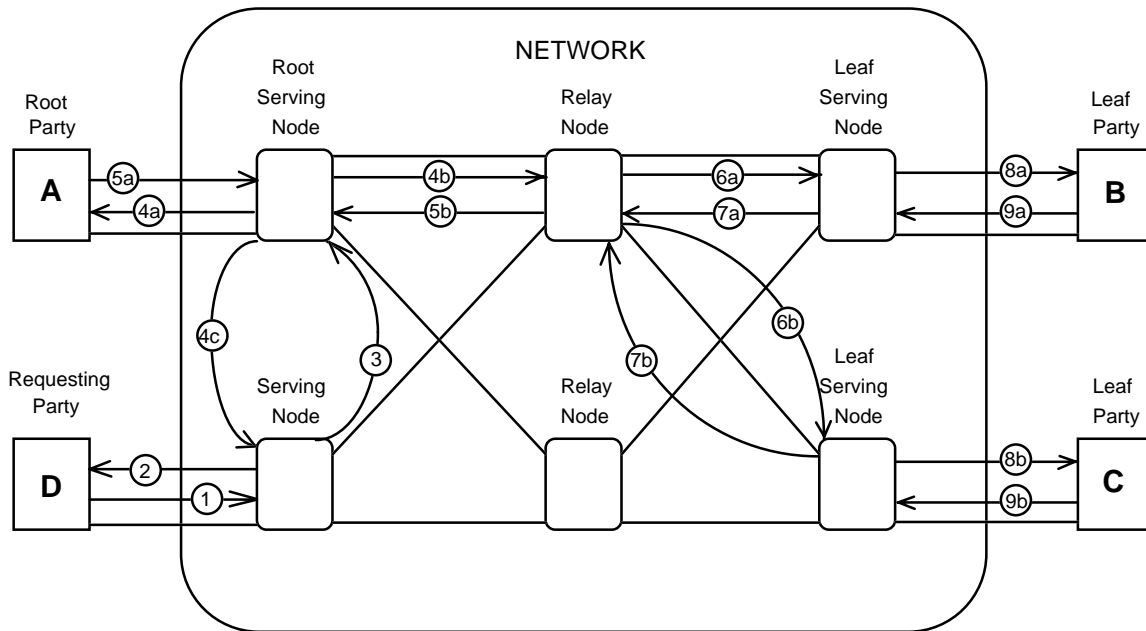 NETWORK
Root
Serving
Node
Relay
Node
Leaf
Serving
Node
Root
Party
Leaf
Party
A
5a
4a
4b
5b
6a
7a
8a
9a
B
4c
3
7b
6b
Requesting
Party
Serving
Node
Relay
Node
Leaf
Serving
Node
Leaf
Party
D
2
1
8b
9b
C